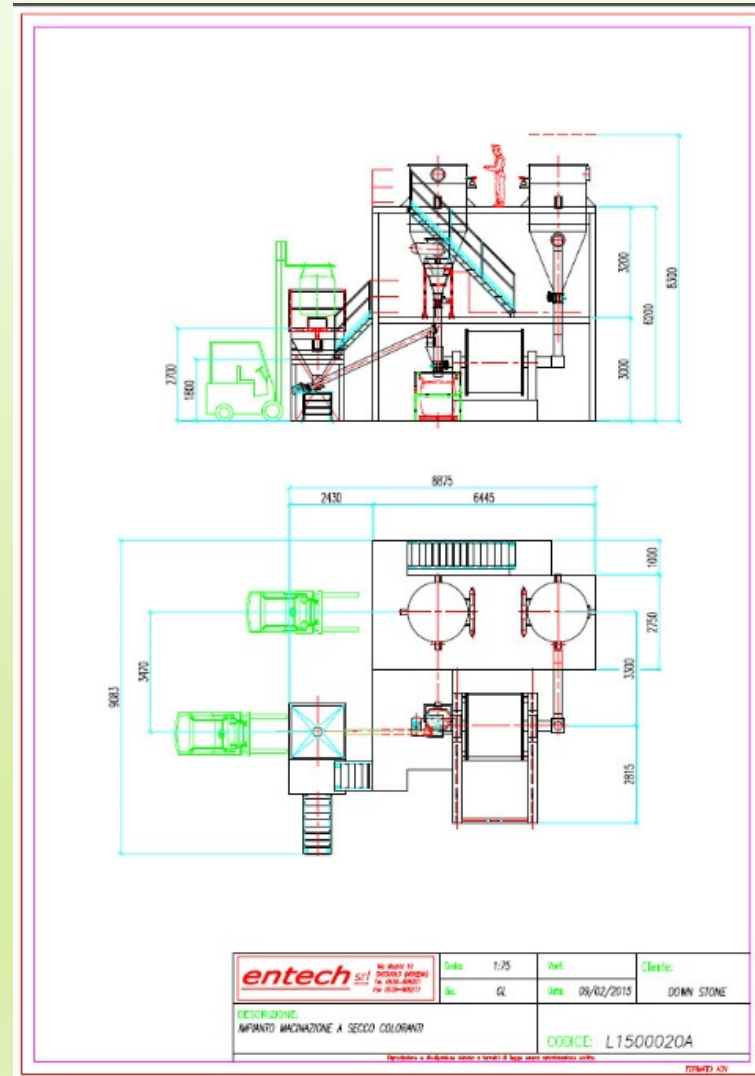 8300
6200
3200
3000
2700
1800
8875
2430
6445
1000
2750
3300
3470
9083
2815
entech srl
Scala: 1:75
Dis. GL
Data 09/02/2015
Cliente:
DOWN STONE
DESCRIZIONE:
IMPIANTO MACINAZIONE A SECCO COLORANTI
CODICE: L1500020A